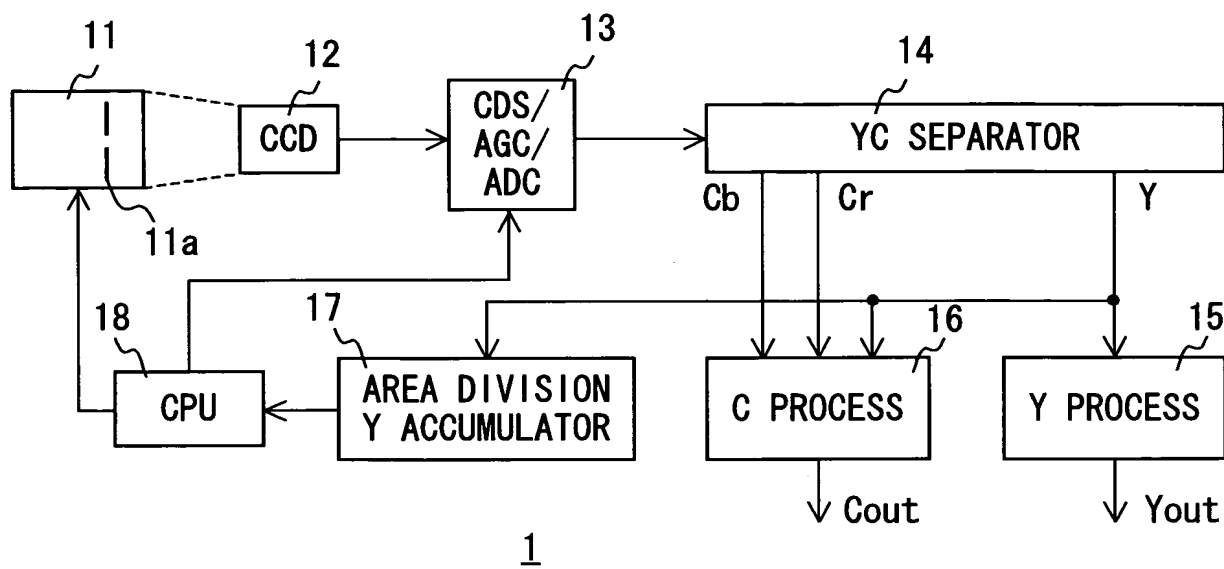 11
12
13
14
CCD
CDS/
AGC/
ADC
YC SEPARATOR
Cb
Cr
Y
11a
18
17
16
15
CPU
AREA DIVISION
Y ACCUMULATOR
C PROCESS
Y PROCESS
Cout
Yout
1